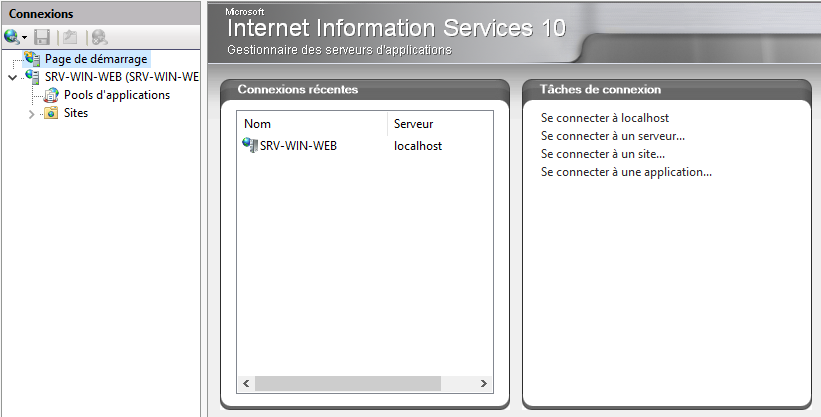 Connexions
Page de démarrage
SRV-WIN-WEB (SRV-WIN-WE
Pools d'applications
Sites
Microsoft
Internet Information Services 10
Gestionnaire des serveurs d'applications
Connexions récentes
Nom Serveur
SRV-WIN-WEB localhost
Tâches de connexion
Se connecter à localhost
Se connecter à un serveur...
Se connecter à un site...
Se connecter à une application...